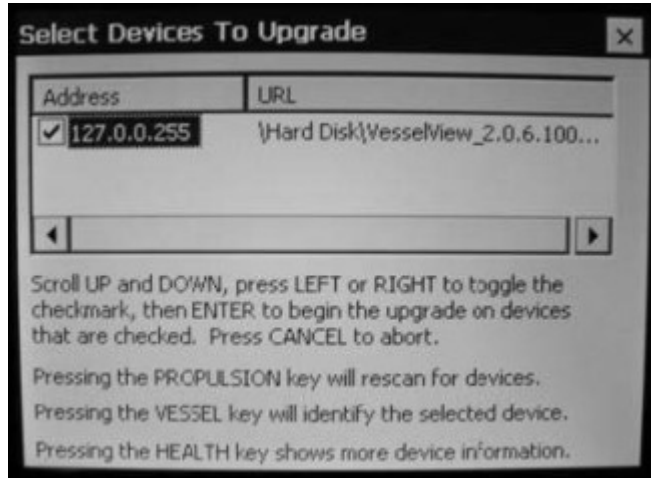 Select Devices To Upgrade
Address URL
127.0.0.255 \Hard Disk\VesselView_2.0.6.100...
Scroll UP and DOWN, press LEFT or RIGHT to toggle the
checkmark, then ENTER to begin the upgrade on devices
that are checked. Press CANCEL to abort.
Pressing the PROPULSION key will rescan for devices.
Pressing the VESSEL key will identify the selected device.
Pressing the HEALTH key shows more device information.